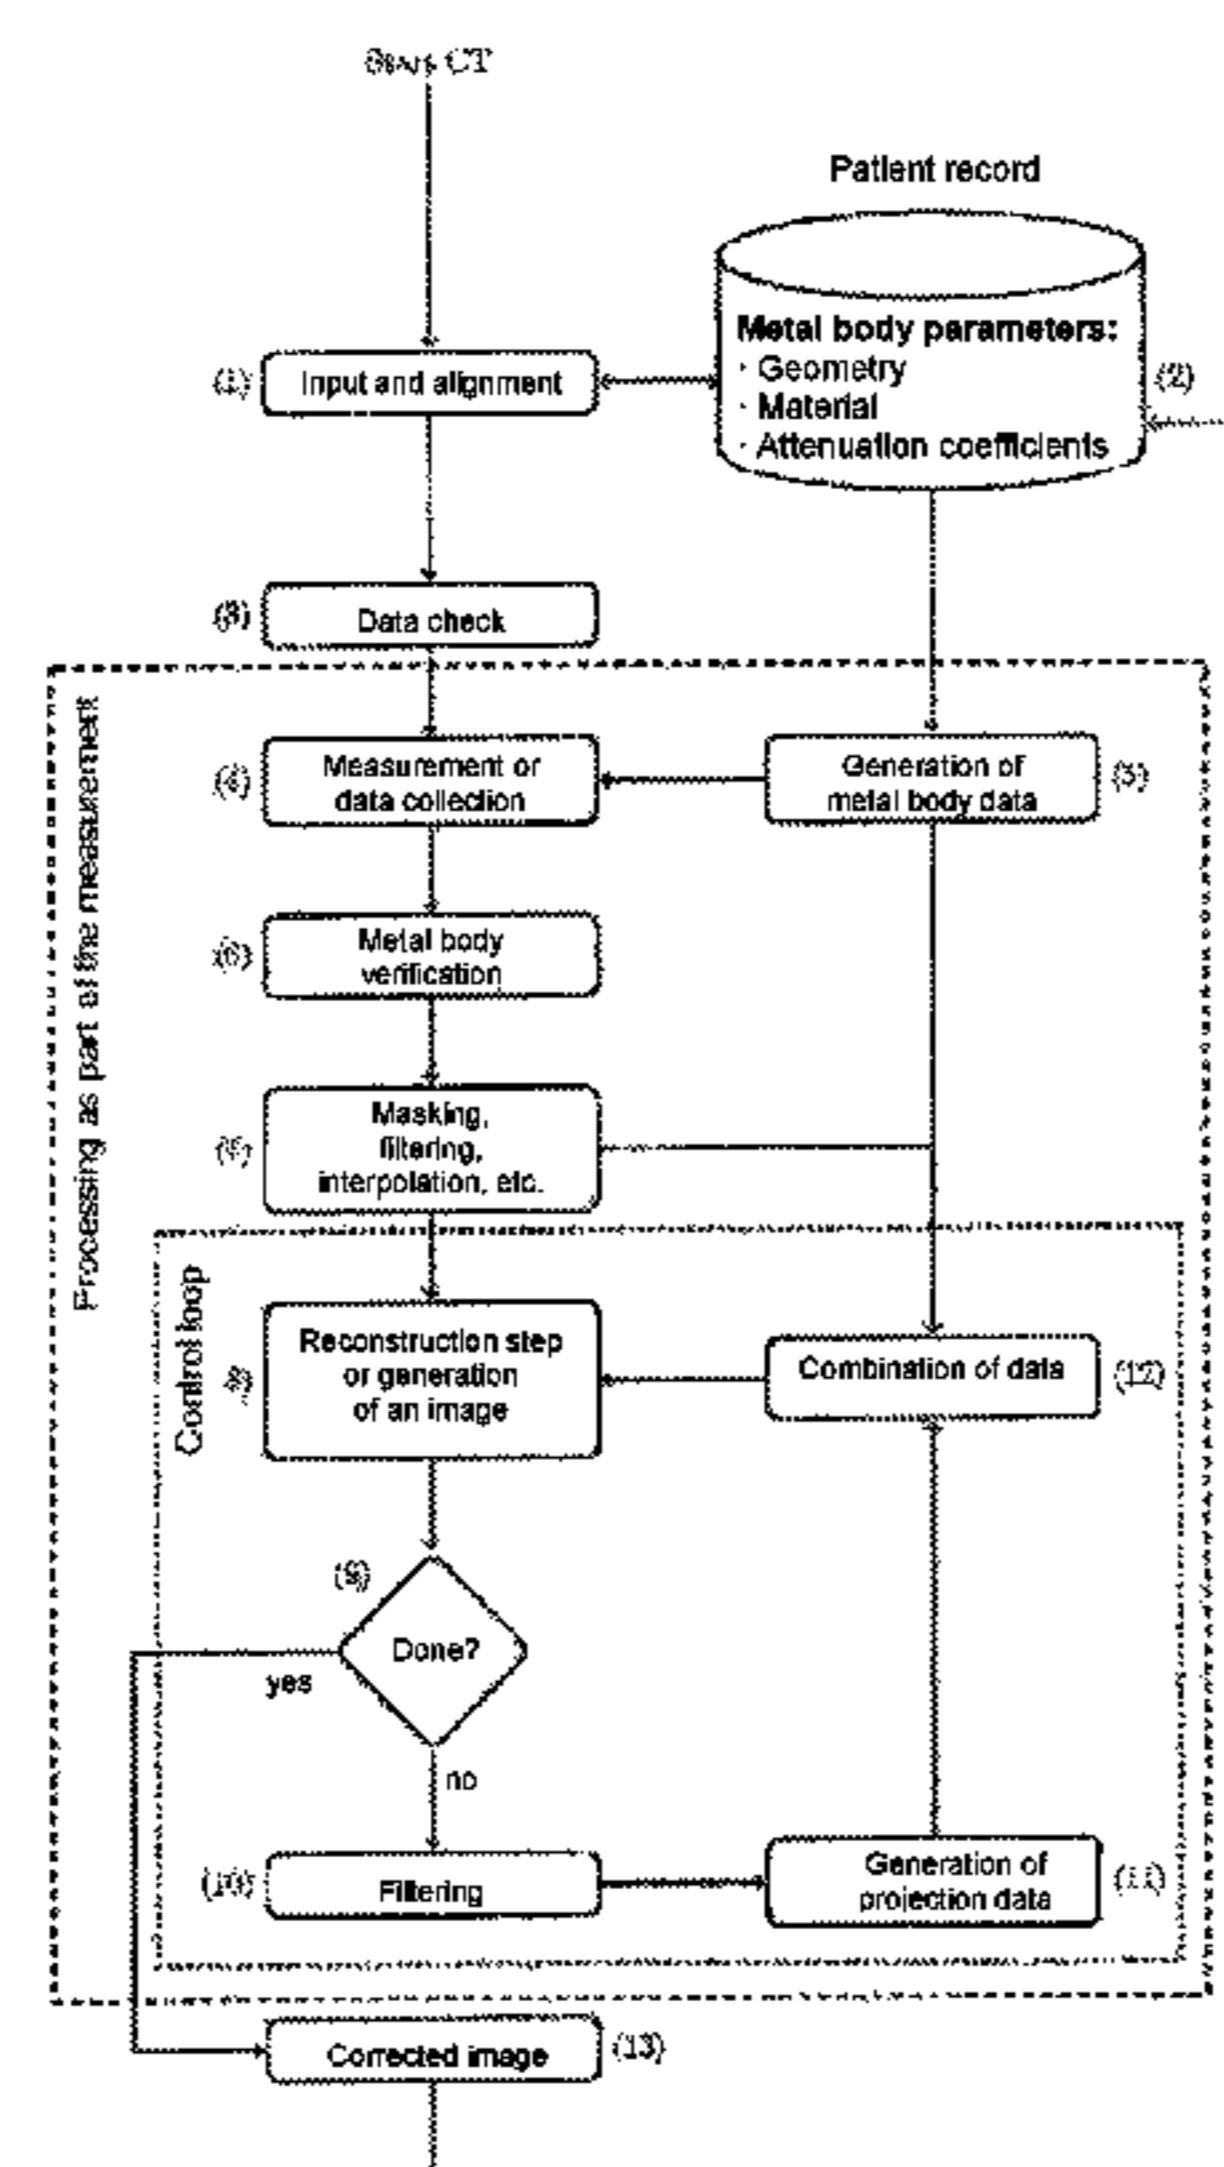 Start CT
Patient record
Metal body parameters:
· Geometry
· Material
· Attenuation coefficients
(1)
Input and alignment
(2)
(3)
Data check
Processing as part of the measurement
(4)
Measurement or
data collection
Generation of
metal body data
(5)
(6)
Metal body
verification
Masking,
filtering,
interpolation, etc.
Control loop
Reconstruction step
or generation
of an image
Combination of data
(12)
(9)
Done?
yes
no
(10)
Filtering
Generation of
projection data
(11)
Corrected image
(13)